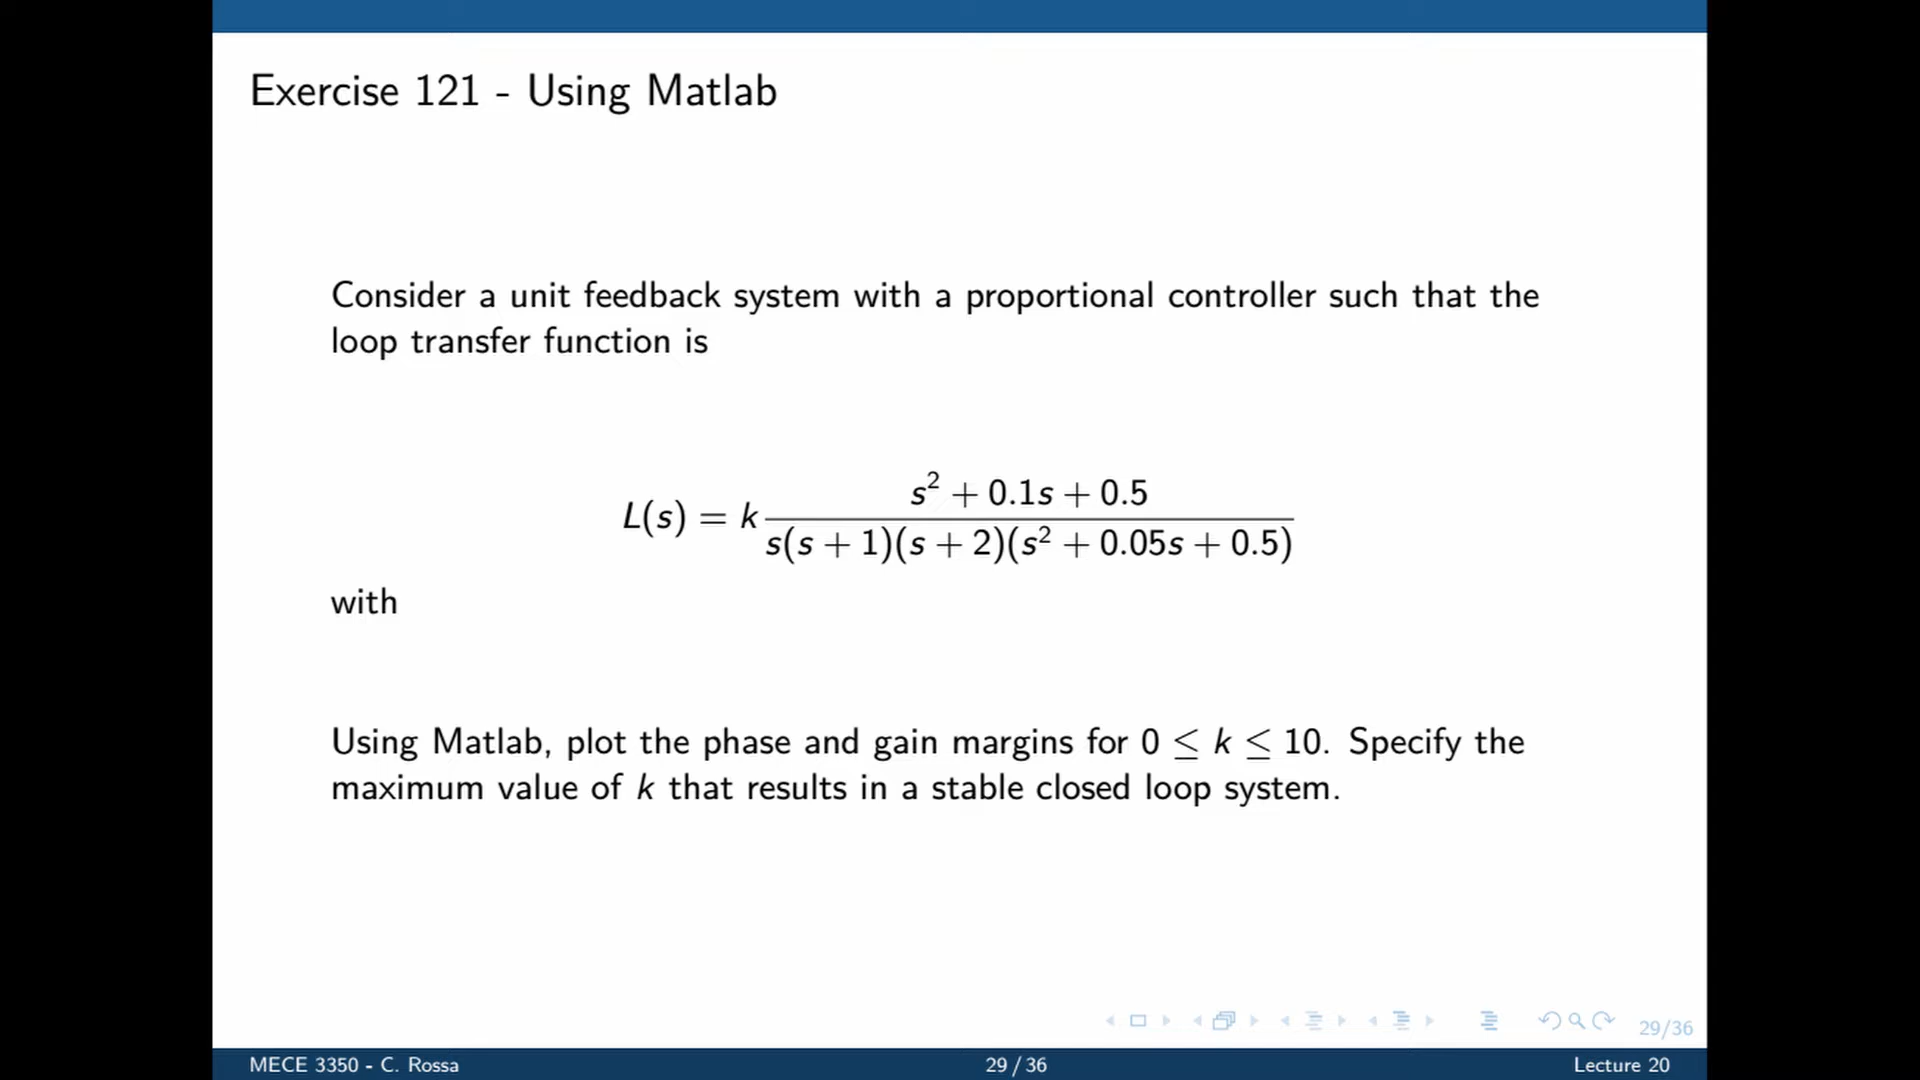 Exercise 121 - Using Matlab
Consider a unit feedback system with a proportional controller such that the
loop transfer function is
L(s) = k \frac{s^2 + 0.1s + 0.5}{s(s + 1)(s + 2)(s^2 + 0.05s + 0.5)}
with
Using Matlab, plot the phase and gain margins for 0 ≤ k ≤ 10. Specify the
maximum value of k that results in a stable closed loop system.
29/36
MECE 3350 - C. Rossa
29 / 36
Lecture 20